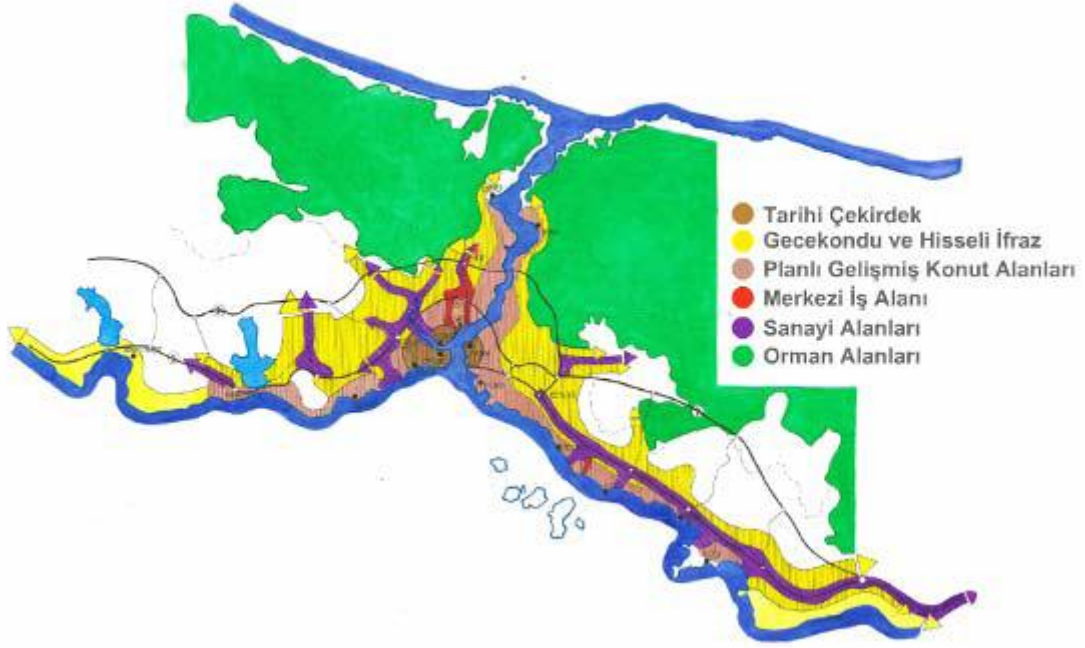 Tarihi Çekirdek
Gecekondu ve Hisseli İfraz
Planlı Gelişmiş Konut Alanları
Merkezi İş Alanı
Sanayi Alanları
Orman Alanları